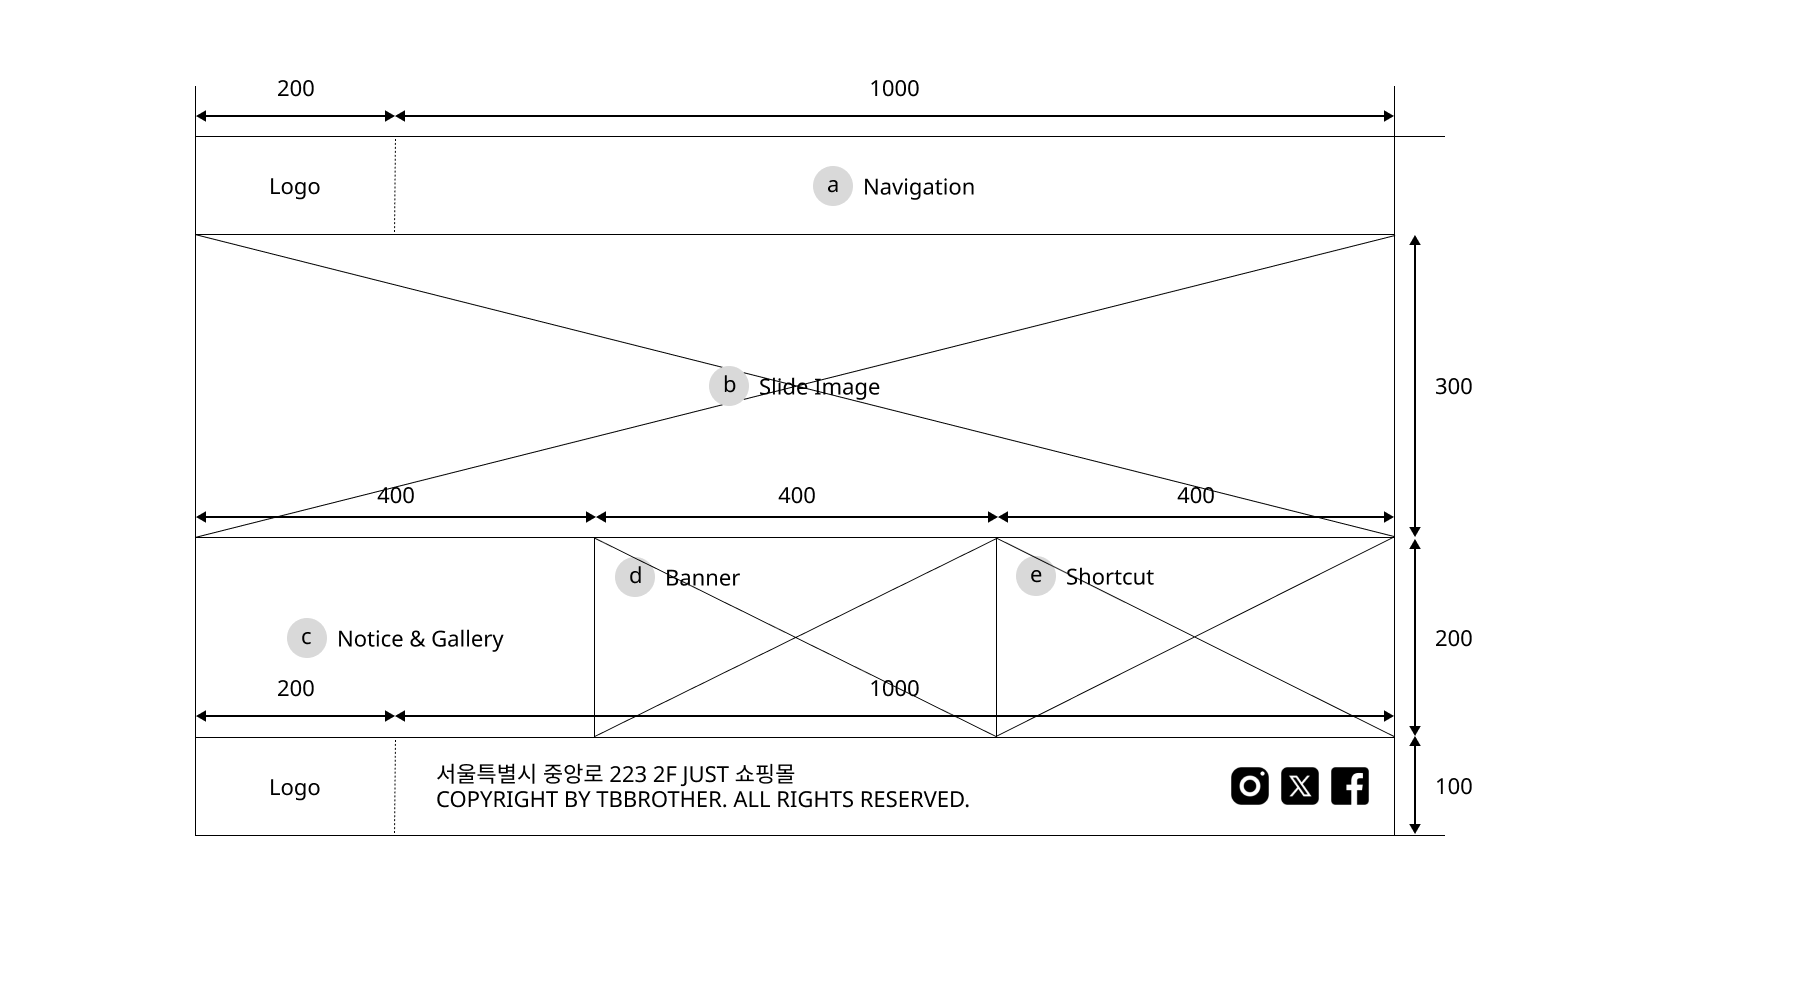 200
1000
Logo
a
Navigation
b
Slide Image
300
400
400
400
c
Notice & Gallery
d
Banner
e
Shortcut
200
200
1000
Logo
서울특별시 중앙로 223 2F JUST 쇼핑몰
COPYRIGHT BY TBBROTHER. ALL RIGHTS RESERVED.
100